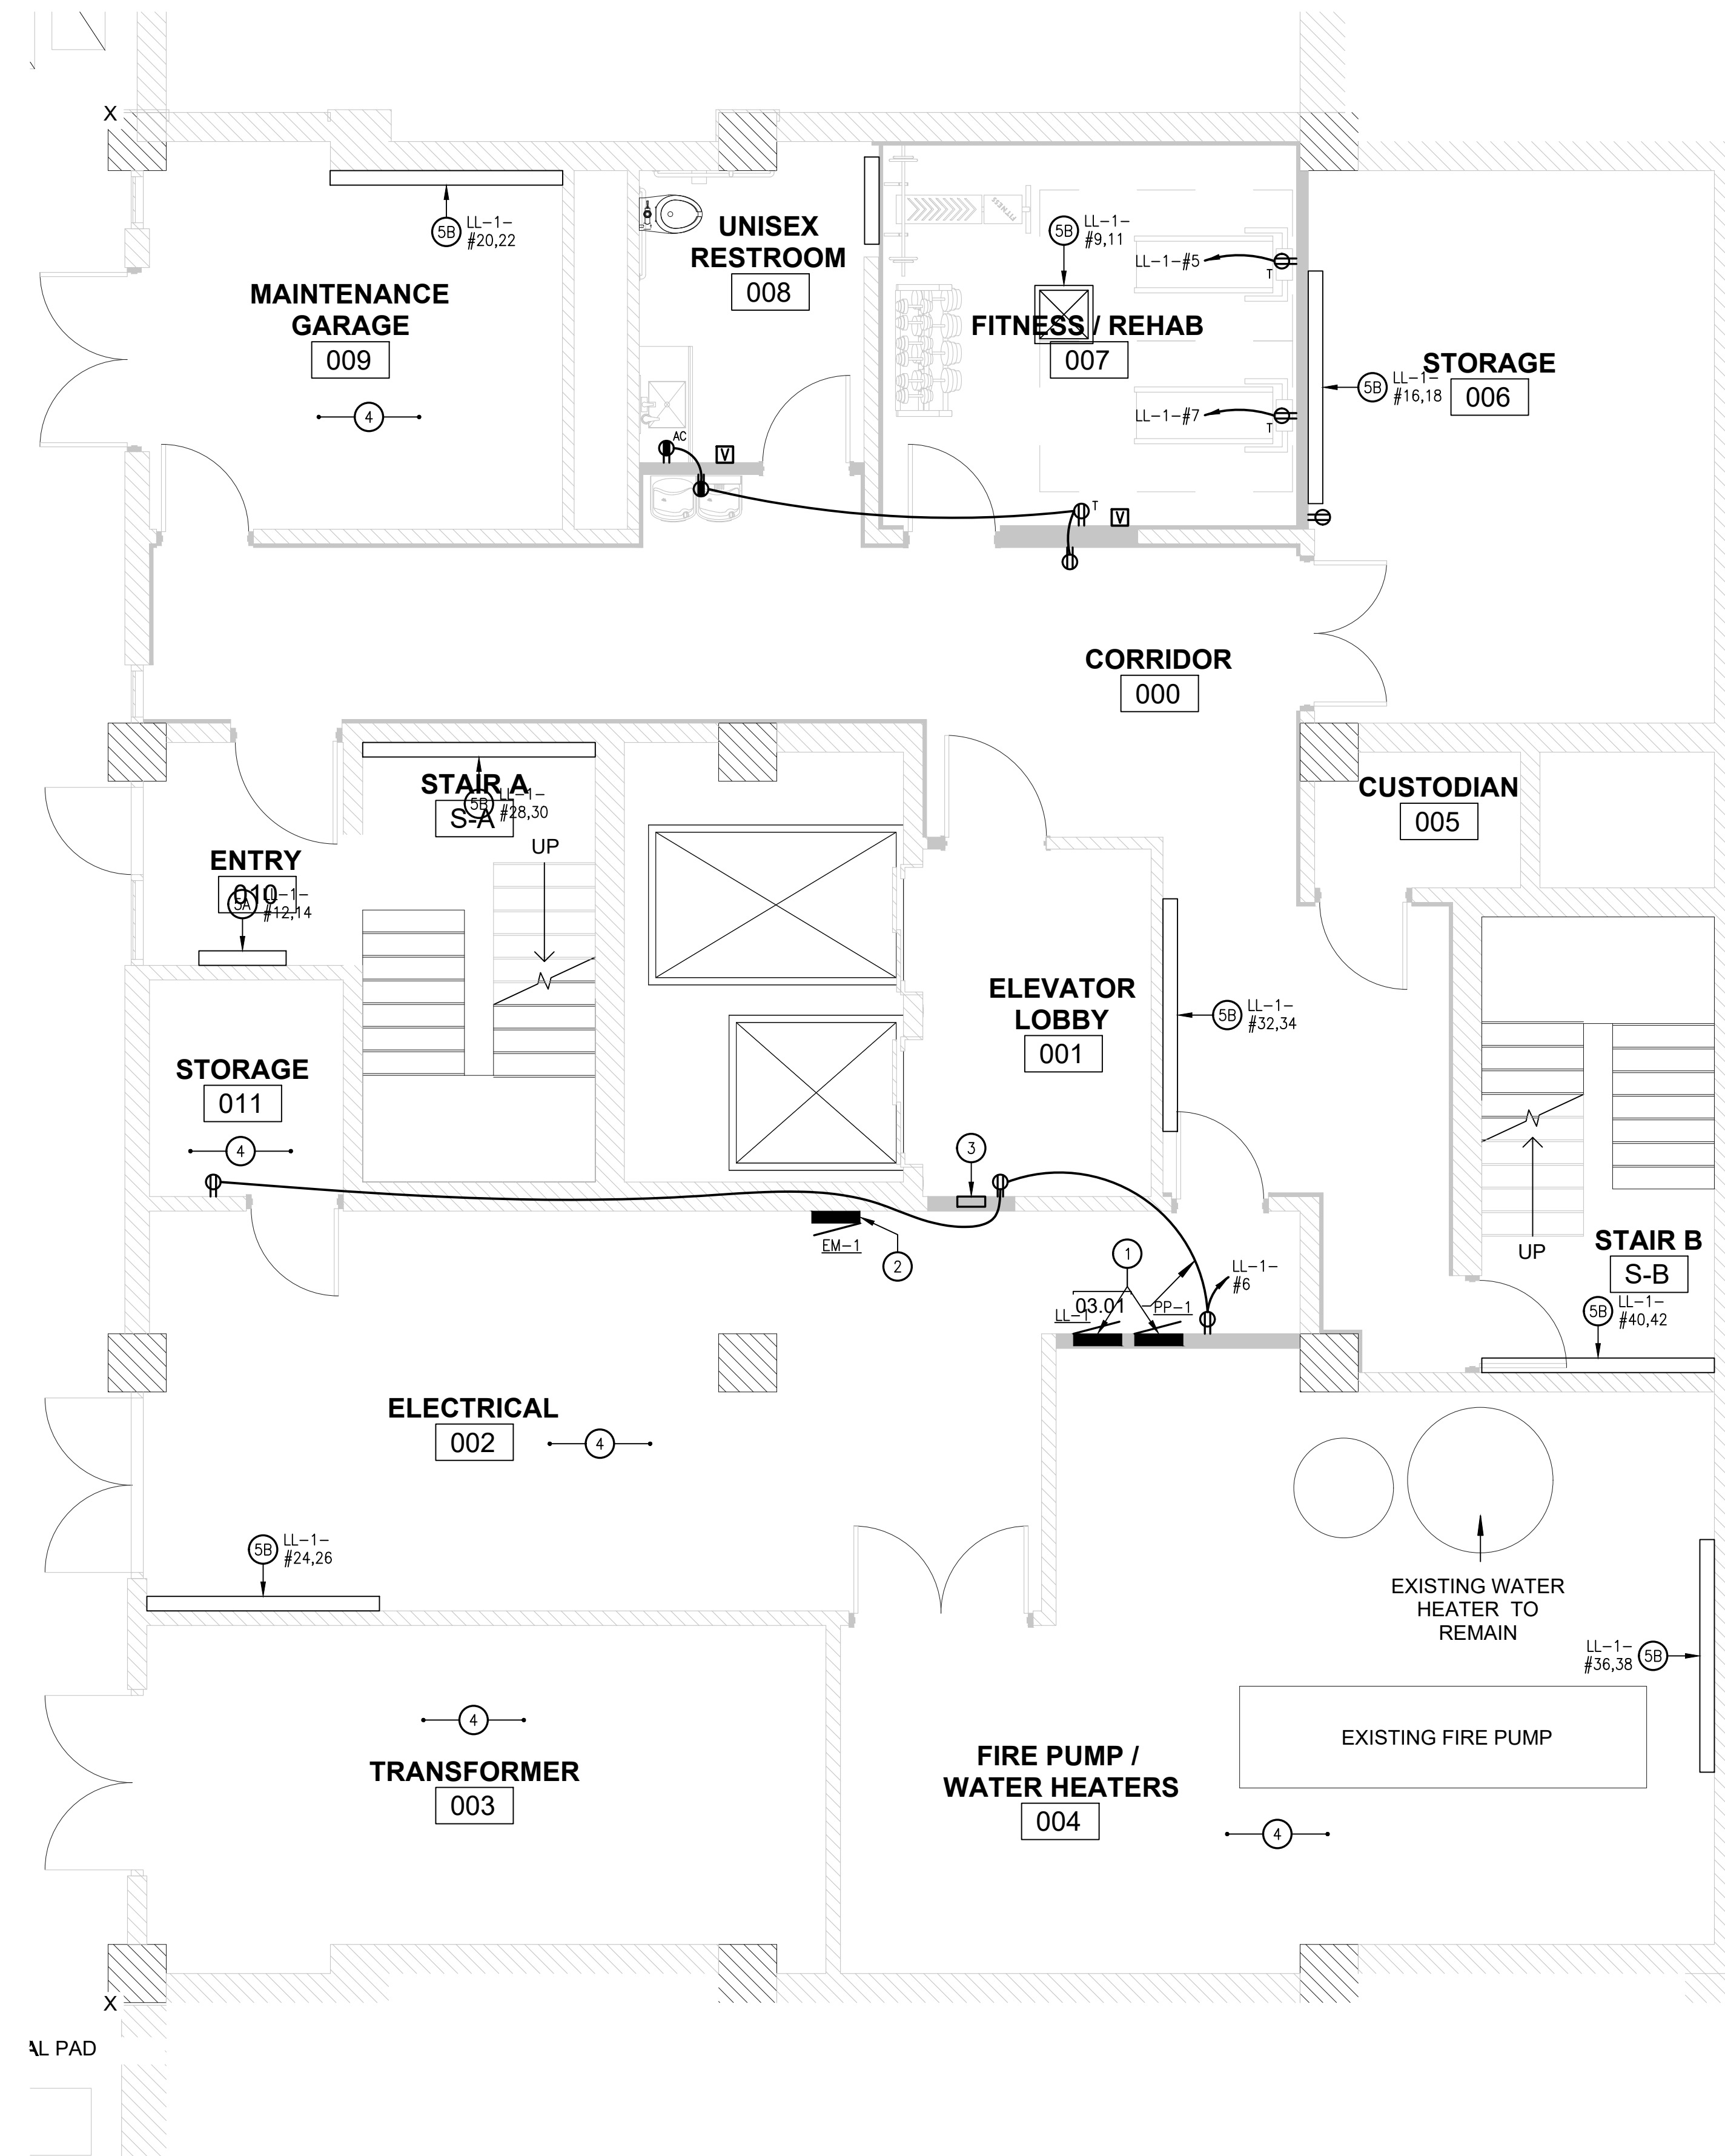 X
5B
LL-1-
#20,22
MAINTENANCE
GARAGE
009
4
UNISEX
RESTROOM
008
AC
V
FITNESS
5B
LL-1-
#9,11
LL-1-#5
T
FITNESS / REHAB
007
LL-1-#7
T
T
V
STORAGE
006
5B
LL-1-
#16,18
CORRIDOR
000
CUSTODIAN
005
STAIR A
S-A
5B
LL-1-
#28,30
UP
ENTRY
010
5A
LL-1-
#12,14
ELEVATOR
LOBBY
001
5B
LL-1-
#32,34
STORAGE
011
4
3
EM-1
2
1
LL-1-
#6
03.01
LL-1
PP-1
UP
STAIR B
S-B
5B
LL-1-
#40,42
ELECTRICAL
002
4
5B
LL-1-
#24,26
EXISTING WATER
HEATER TO
REMAIN
LL-1-
#36,38
5B
EXISTING FIRE PUMP
4
TRANSFORMER
003
FIRE PUMP /
WATER HEATERS
004
4
X
AL PAD